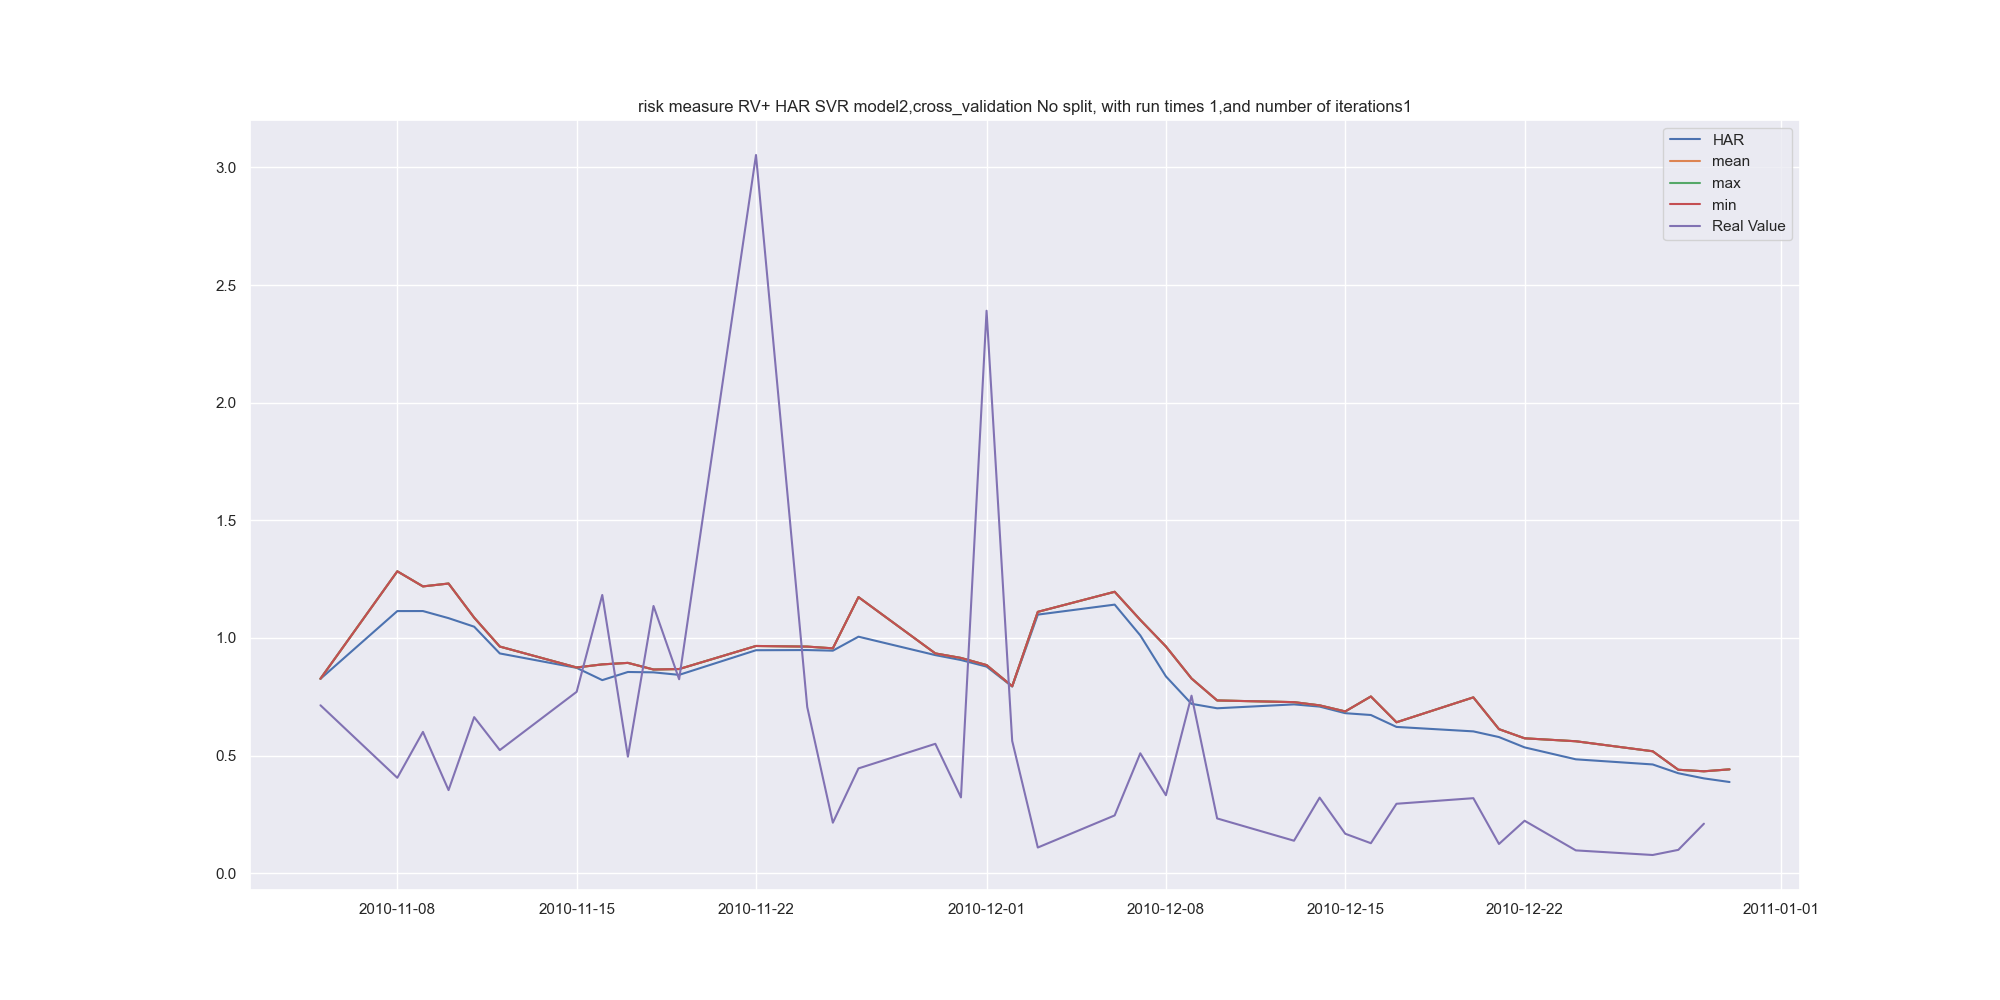 risk measure RV+ HAR SVR model2,cross_validation No split, with run times 1,and number of iterations1
HAR
mean
max
min
Real Value
3.0
2.5
2.0
1.5
1.0
0.5
0.0
2010-11-08
2010-11-15
2010-11-22
2010-12-01
2010-12-08
2010-12-15
2010-12-22
2011-01-01